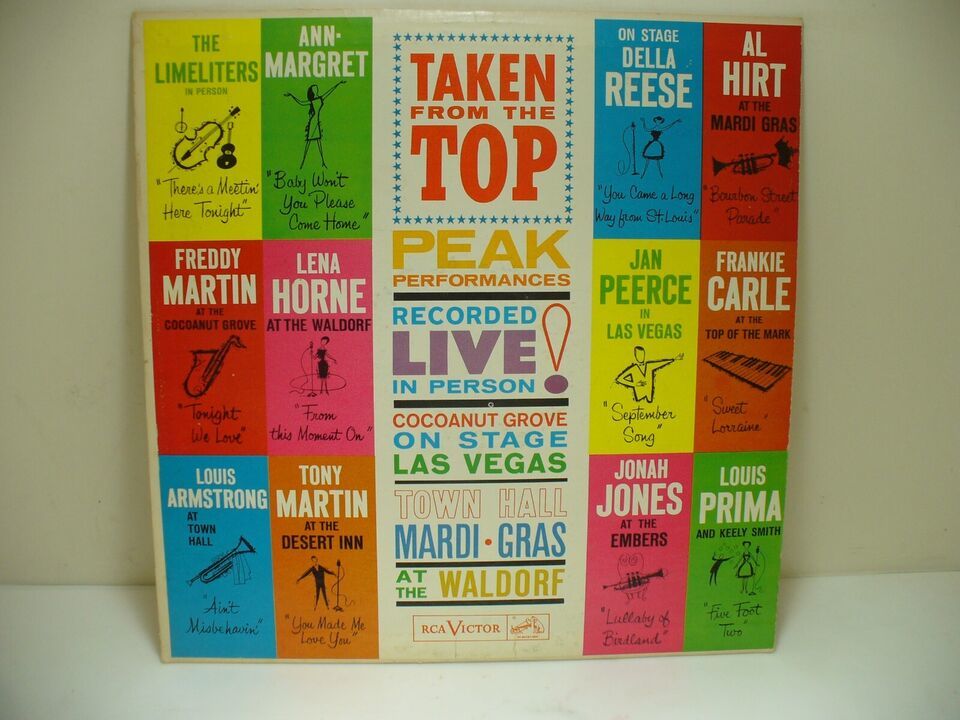 THE
LIMELITERS
IN PERSON
"There's a Meetin'
Here Tonight"
ANN-
MARGRET
"Baby Won't
You Please
Come Home"
FREDDY
MARTIN
AT THE
COCOANUT GROVE
"Tonight
We Love"
LENA
HORNE
AT THE WALDORF
"From
this Moment On"
LOUIS
ARMSTRONG
AT
TOWN
HALL
"Ain't
Misbehavin'"
TONY
MARTIN
AT THE
DESERT INN
"You Made Me
Love You"
TAKEN
FROM THE
TOP
PEAK
PERFORMANCES
RECORDED
LIVE!
IN PERSON
COCOANUT GROVE
ON STAGE
LAS VEGAS
TOWN HALL
MARDI • GRAS
AT THE WALDORF
RCA VICTOR
ON STAGE
DELLA
REESE
"You Came a Long
Way from St. Louis"
AL
HIRT
AT THE
MARDI GRAS
"Bourbon Street
Parade"
JAN
PEERCE
IN
LAS VEGAS
"September
Song"
FRANKIE
CARLE
AT THE
TOP OF THE MARK
"Sweet
Lorraine"
JONAH
JONES
AT THE
EMBERS
"Lullaby of
Birdland"
LOUIS
PRIMA
AND KEELY SMITH
"Five Foot
Two"